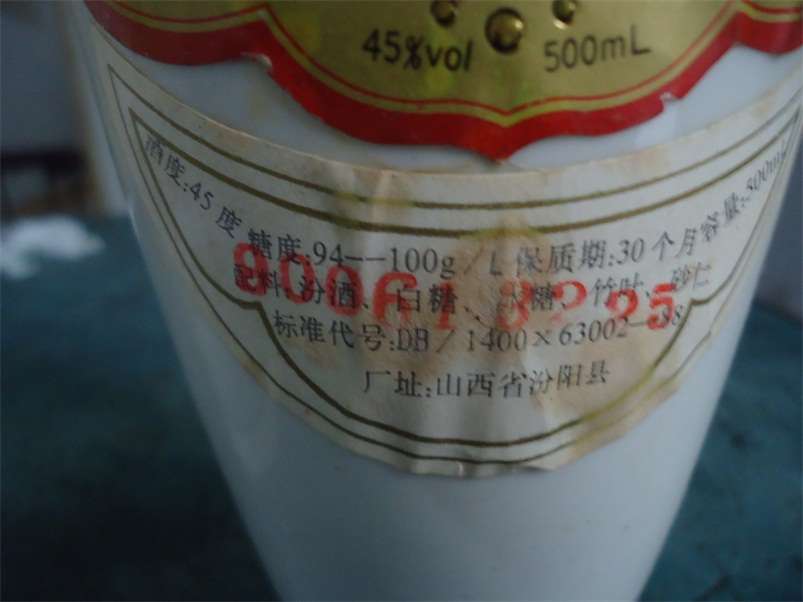 45%vol 500mL
酒度:45度 糖度:94--100g/L 保质期:30个月 容量:500mL
配料:汾酒、白糖、冰糖、竹叶、砂仁
标准代号:DB/1400×63002--88
厂址:山西省汾阳县